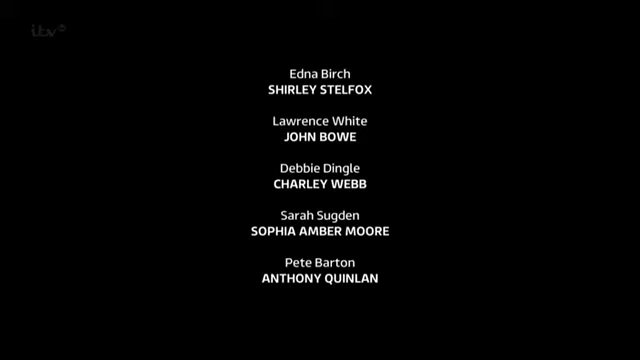 itv
Edna Birch
SHIRLEY STELFOX
Lawrence White
JOHN BOWE
Debbie Dingle
CHARLEY WEBB
Sarah Sugden
SOPHIA AMBER MOORE
Pete Barton
ANTHONY QUINLAN